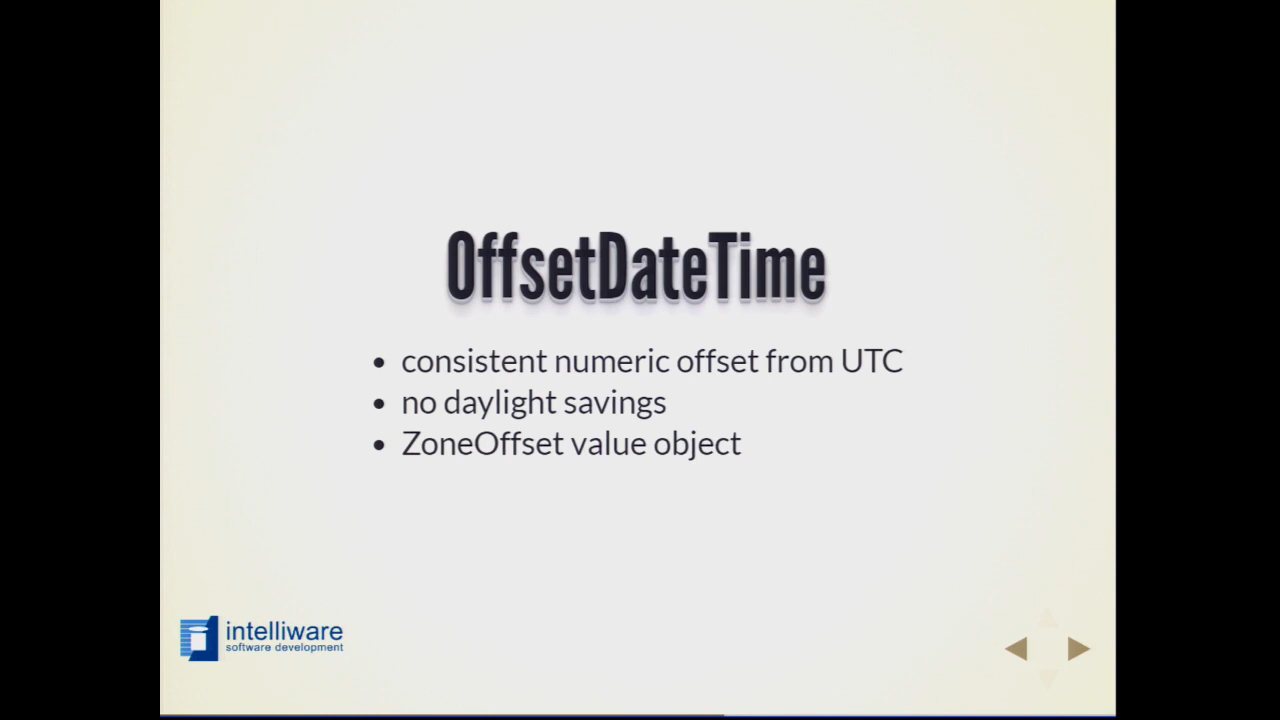 OffsetDateTime
• consistent numeric offset from UTC
• no daylight savings
• ZoneOffset value object
intelliware
software development